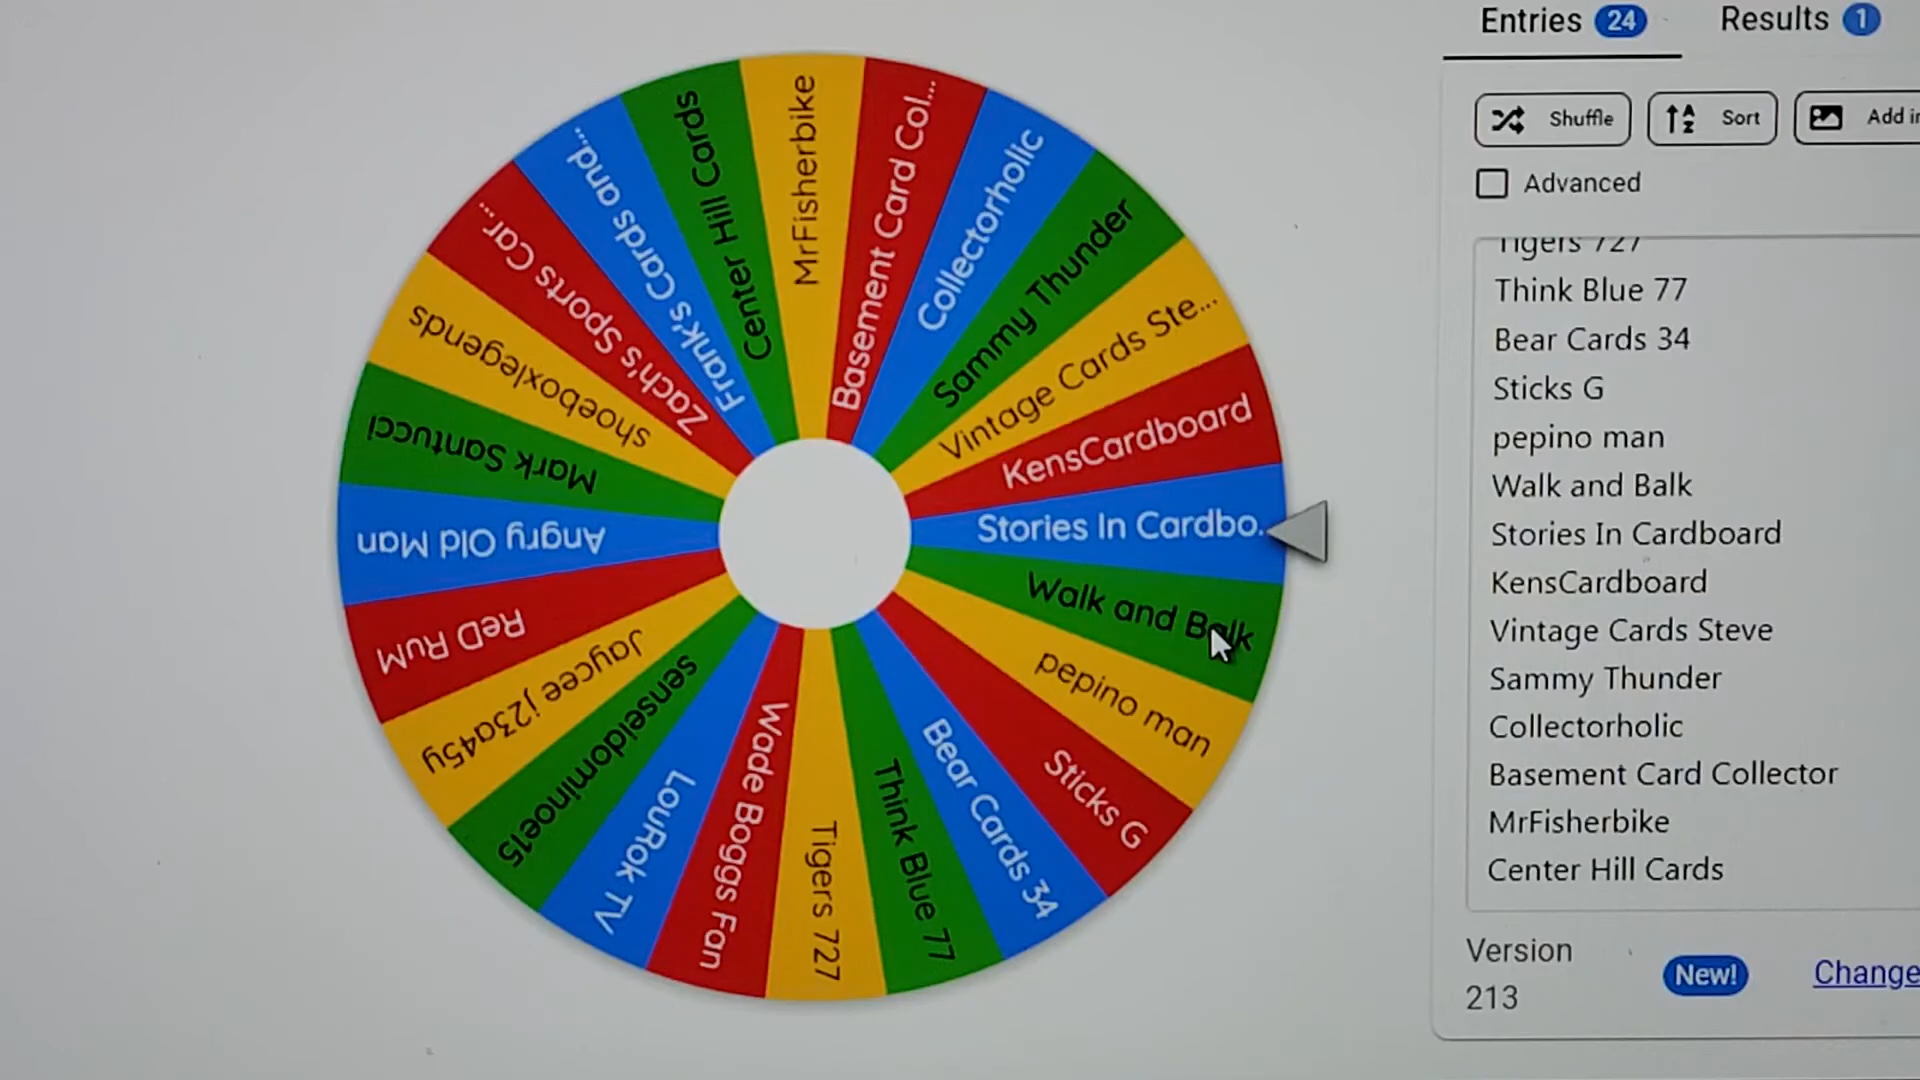 Entries 24 Results 1
Shuffle
Sort
Advanced
Tigers 727
Think Blue 77
Bear Cards 34
Sticks G
pepino man
Walk and Balk
Stories In Cardboard
KensCardboard
Vintage Cards Steve
Sammy Thunder
Collectorholic
Basement Card Collector
MrFisherbike
Center Hill Cards
Version
213
New!
Change
MrFisherbike
Basement Card Col...
Collectorholic
Sammy Thunder
Vintage Cards Ste...
KensCardboard
Stories In Cardbo.
Walk and Balk
pepino man
Sticks G
Bear Cards 34
Think Blue 77
Tigers 727
Wade Boggs Fan
LouRok TV
senseidominoe15
Jaycee j23a45y
ReD RuM
Angry Old Man
Mark Santucci
shoeboxlegends
Zach's Sports Car...
Frank's Cards and...
Center Hill Cards